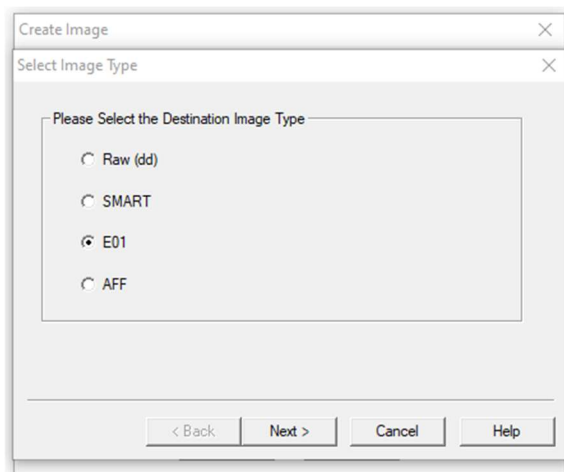 Create Image
Select Image Type
Please Select the Destination Image Type
Raw (dd)
SMART
E01
AFF
< Back Next > Cancel Help